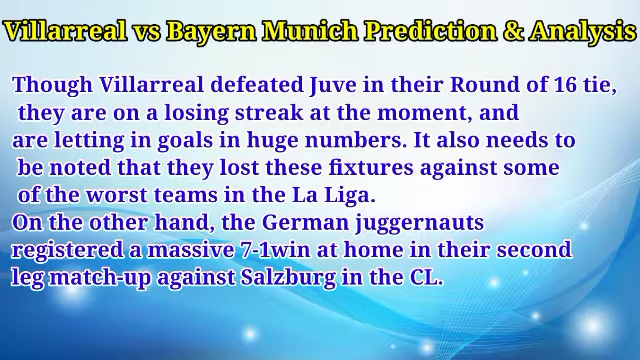 Villarreal vs Bayern Munich Prediction & Analysis
Though Villarreal defeated Juve in their Round of 16 tie,
they are on a losing streak at the moment, and
are letting in goals in huge numbers. It also needs to
be noted that they lost these fixtures against some
of the worst teams in the La Liga.
On the other hand, the German juggernauts
registered a massive 7-1win at home in their second
leg match-up against Salzburg in the CL.